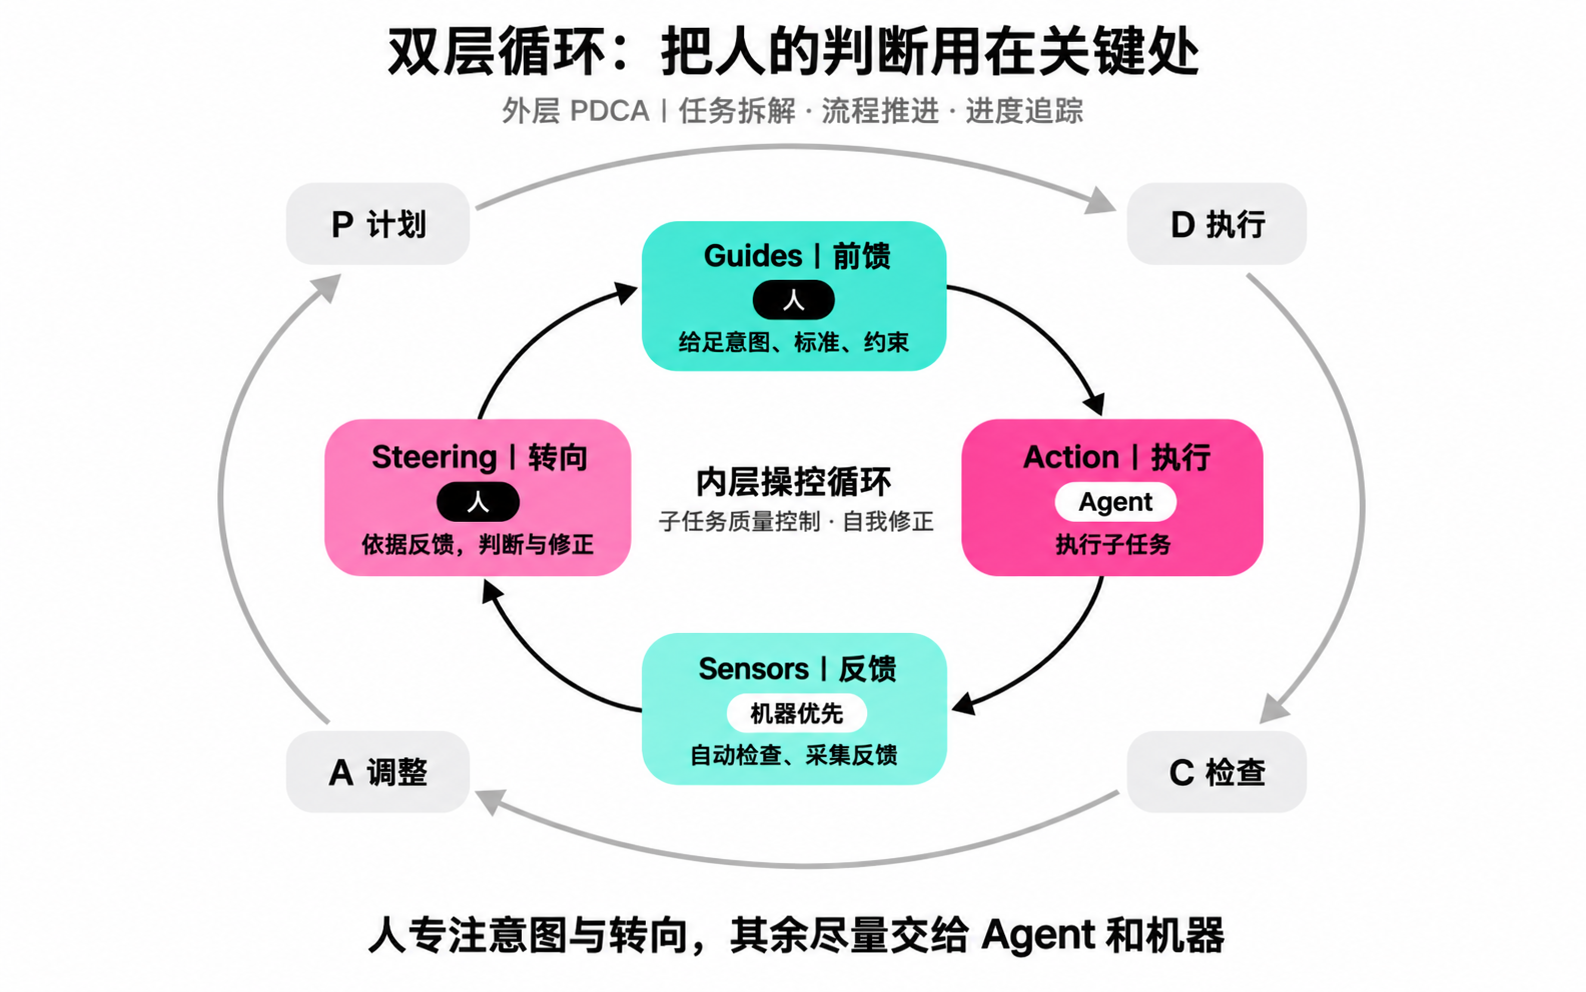 双层循环：把人的判断用在关键处
外层 PDCA | 任务拆解 · 流程推进 · 进度追踪
P 计划
D 执行
Guides | 前馈
人
给足意图、标准、约束
Steering | 转向
人
依据反馈，判断与修正
内层操控循环
子任务质量控制 · 自我修正
Action | 执行
Agent
执行子任务
Sensors | 反馈
机器优先
自动检查、采集反馈
A 调整
C 检查
人专注意图与转向，其余尽量交给 Agent 和机器